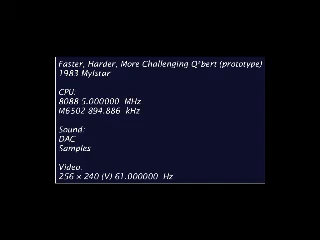 Faster, Harder, More Challenging Q*bert (prototype)
1983 Mylstar
CPU:
8088 5.000000 MHz
M6502 894.886 kHz
Sound:
DAC
Samples
Video:
256 × 240 (V) 61.000000 Hz